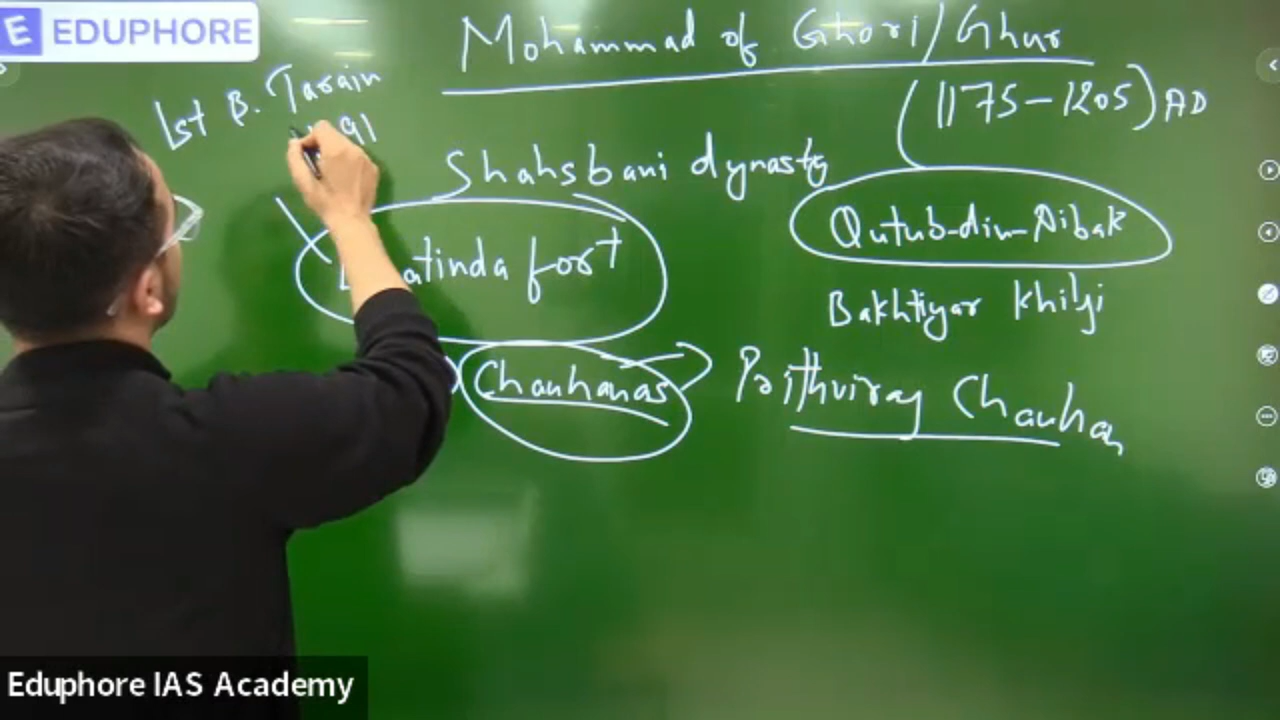 EDUPHORE
Mohammad of Ghori/Ghur
(1175-1205) AD
1st B. Tarain
91
Shahsbani dynasty
Qutub-din-Aibak
atinda fort
Bakhtiyar Khilji
Chauhanas
Prithviraj Chauhan
Eduphore IAS Academy